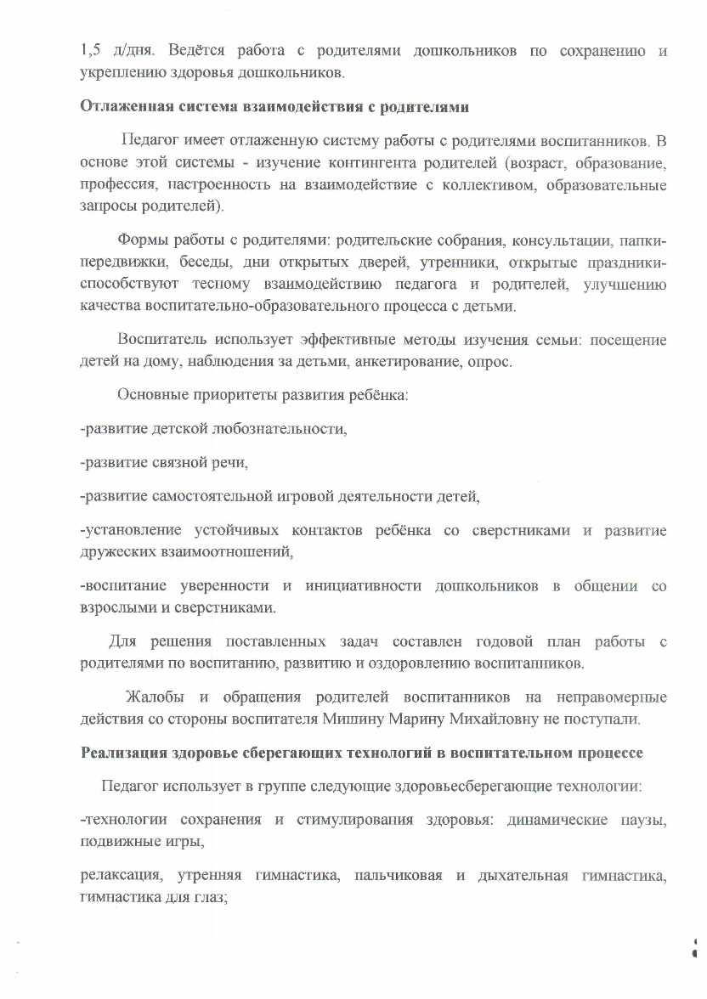 1,5 д/дня. Ведётся работа с родителями дошкольников по сохранению и
укреплению здоровья дошкольников.
Отлаженная система взаимодействия с родителями
Педагог имеет отлаженную систему работы с родителями воспитанников. В
основе этой системы - изучение контингента родителей (возраст, образование,
профессия, настроенность на взаимодействие с коллективом, образовательные
запросы родителей).
Формы работы с родителями: родительские собрания, консультации, папки-
передвижки, беседы, дни открытых дверей, утренники, открытые праздники-
способствуют тесному взаимодействию педагога и родителей, улучшению
качества воспитательно-образовательного процесса с детьми.
Воспитатель использует эффективные методы изучения семьи: посещение
детей на дому, наблюдения за детьми, анкетирование, опрос.
Основные приоритеты развития ребёнка:
-развитие детской любознательности,
-развитие связной речи,
-развитие самостоятельной игровой деятельности детей,
-установление устойчивых контактов ребёнка со сверстниками и развитие
дружеских взаимоотношений,
-воспитание уверенности и инициативности дошкольников в общении со
взрослыми и сверстниками.
Для решения поставленных задач составлен годовой план работы с
родителями по воспитанию, развитию и оздоровлению воспитанников.
Жалобы и обращения родителей воспитанников на неправомерные
действия со стороны воспитателя Мишину Марину Михайловну не поступали.
Реализация здоровье сберегающих технологий в воспитательном процессе
Педагог использует в группе следующие здоровьесберегающие технологии:
-технологии сохранения и стимулирования здоровья: динамические паузы,
подвижные игры,
релаксация, утренняя гимнастика, пальчиковая и дыхательная гимнастика,
гимнастика для глаз;